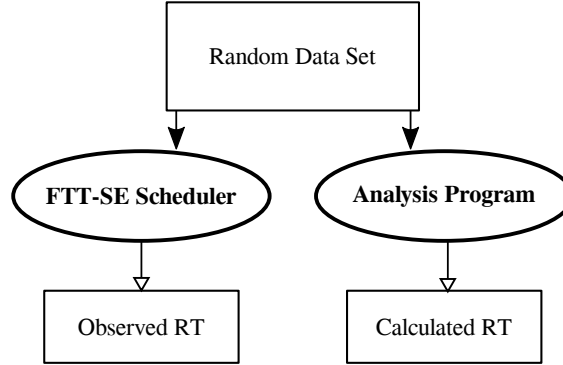 Random Data Set
FTT-SE Scheduler
Analysis Program
Observed RT
Calculated RT